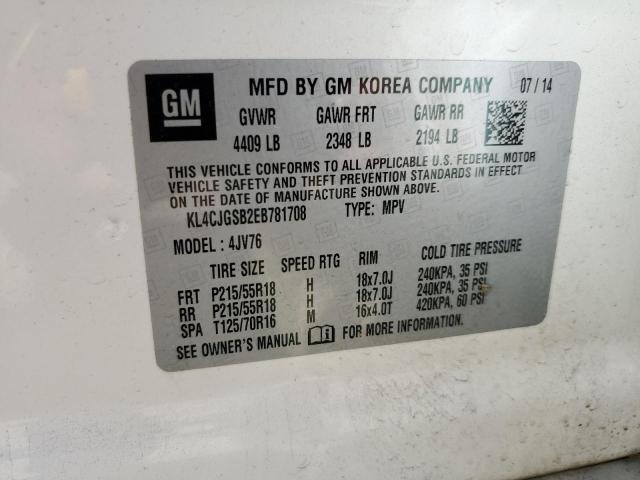 GM
MFD BY GM KOREA COMPANY 07/14
GVWR GAWR FRT GAWR RR
4409 LB 2348 LB 2194 LB
THIS VEHICLE CONFORMS TO ALL APPLICABLE U.S. FEDERAL MOTOR
VEHICLE SAFETY AND THEFT PREVENTION STANDARDS IN EFFECT
ON THE DATE OF MANUFACTURE SHOWN ABOVE.
KL4CJGSB2EB781708 TYPE: MPV
MODEL : 4JV76
TIRE SIZE SPEED RTG RIM COLD TIRE PRESSURE
FRT P215/55R18 H 18x7.0J 240KPA, 35 PSI
RR P215/55R18 H 18x7.0J 240KPA, 35 PSI
SPA T125/70R16 M 16x4.0T 420KPA, 60 PSI
SEE OWNER'S MANUAL FOR MORE INFORMATION.